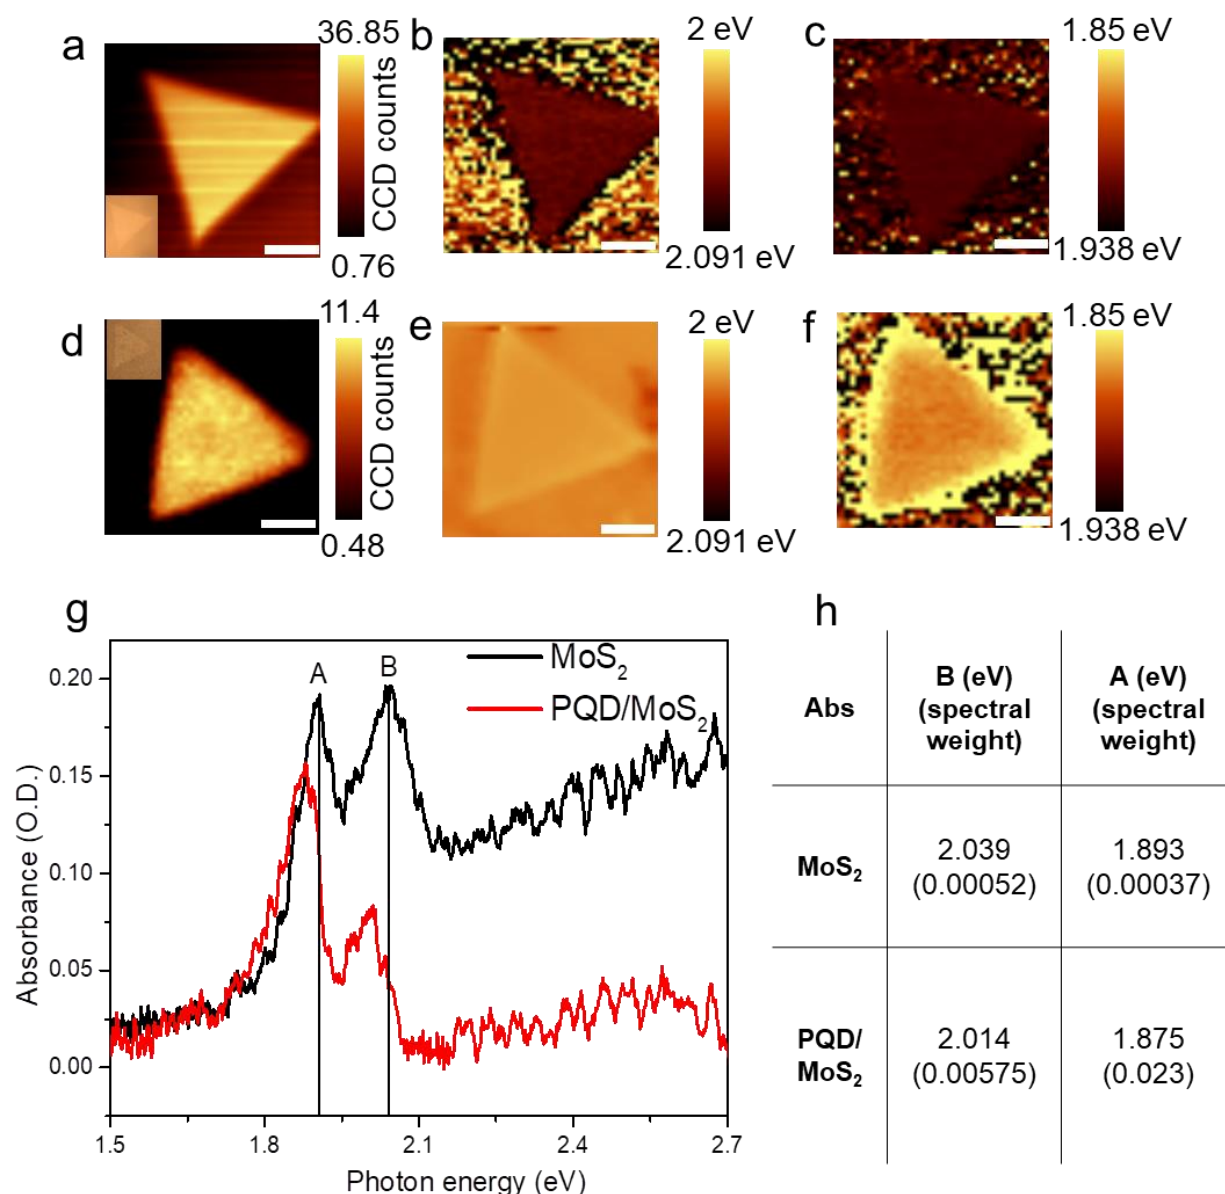 a
36.85
CCD counts
0.76
b
2 eV
2.091 eV
c
1.85 eV
1.938 eV
d
11.4
CCD counts
0.48
e
2 eV
2.091 eV
f
1.85 eV
1.938 eV
g
A
B
MoS₂
PQD/MoS₂
0.20
0.15
0.10
0.05
0.00
Absorbance (O.D.)
1.5 1.8 2.1 2.4 2.7
Photon energy (eV)
h
Abs
B (eV)
(spectral
weight)
A (eV)
(spectral
weight)
MoS₂
2.039
(0.00052)
1.893
(0.00037)
PQD/
MoS₂
2.014
(0.00575)
1.875
(0.023)